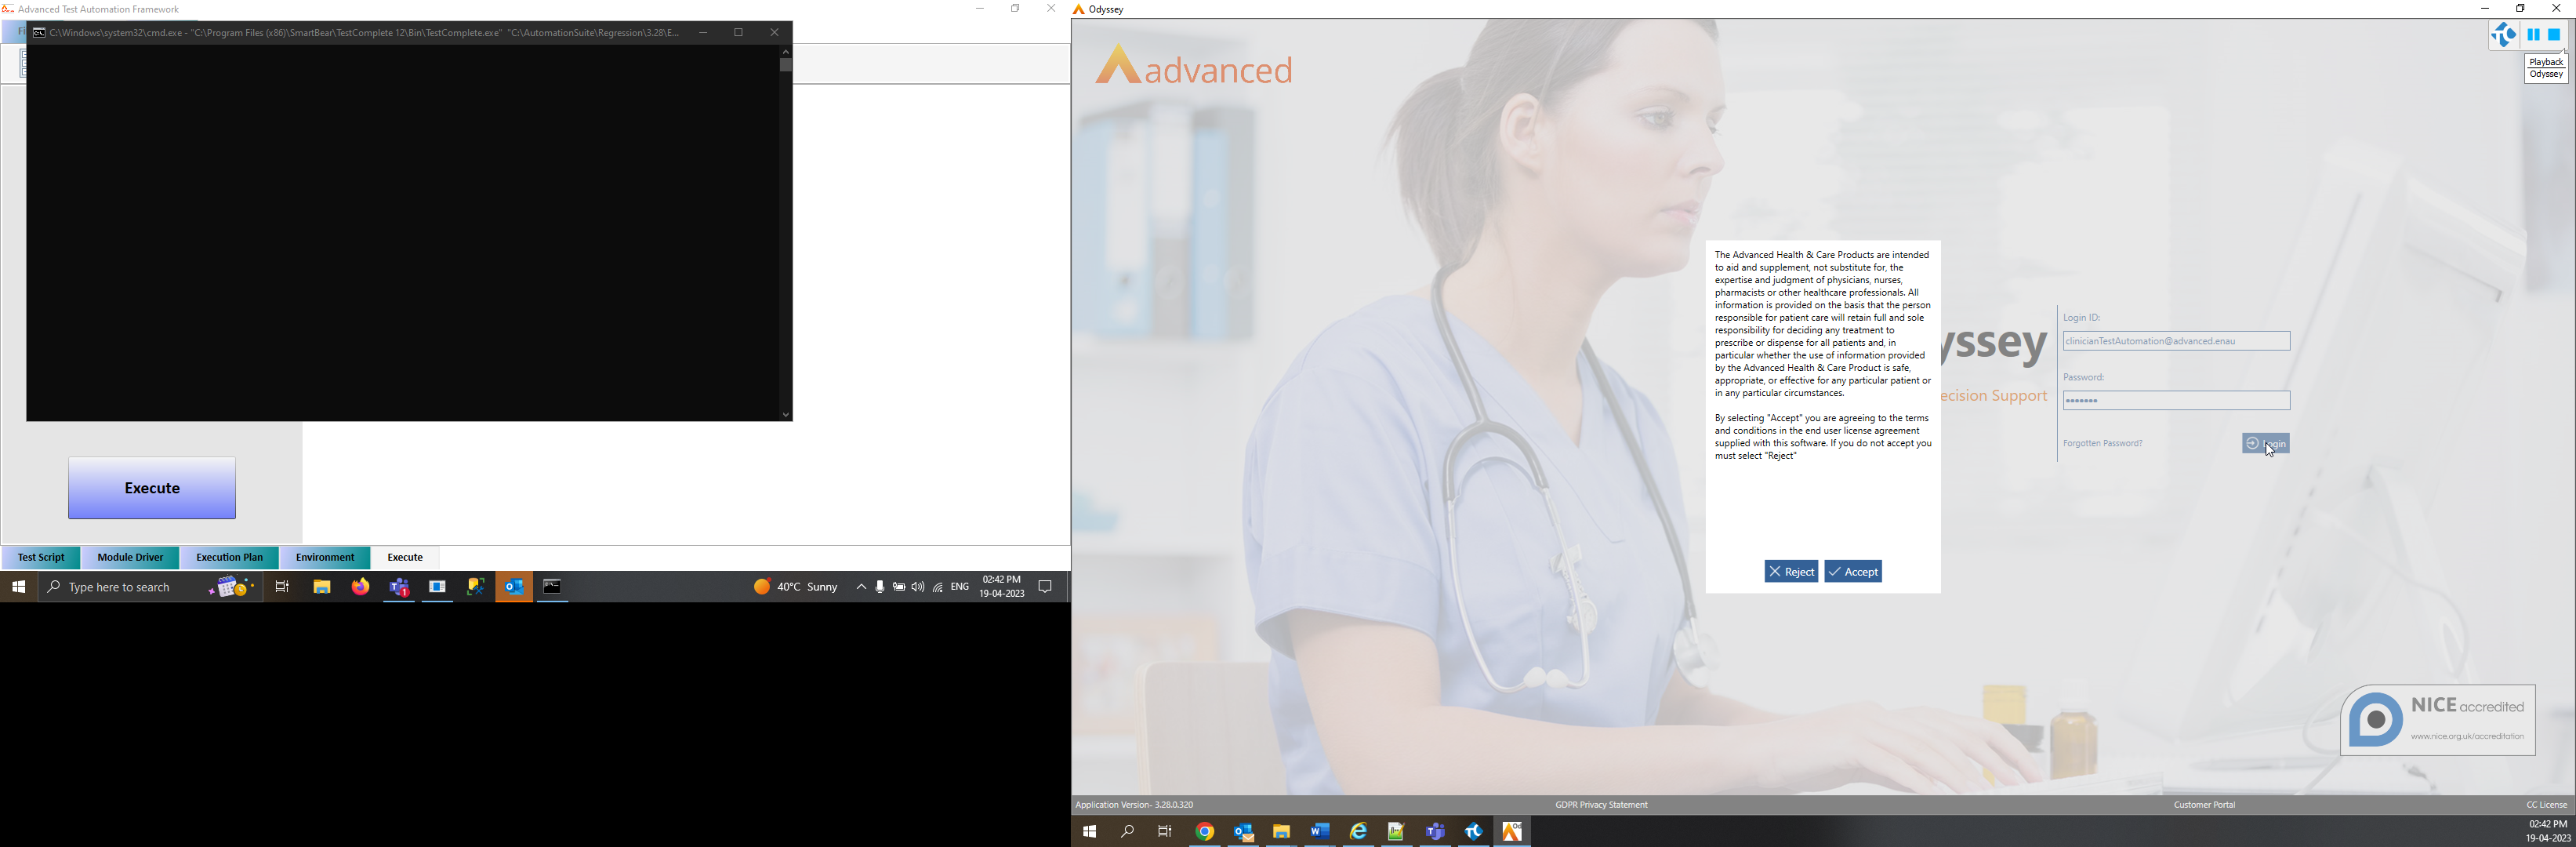 Advanced Test Automation Framework
C:\Windows\system32\cmd.exe - "C:\Program Files (x86)\SmartBear\TestComplete 12\Bin\TestComplete.exe" "C:\AutomationSuite\Regression\3.28\E...
Execute
Test Script
Module Driver
Execution Plan
Environment
Execute
Type here to search
40°C Sunny
ENG
02:42 PM
19-04-2023
Odyssey
advanced
Playback
Odyssey
The Advanced Health & Care Products are intended
to aid and supplement, not substitute for, the
expertise and judgment of physicians, nurses,
pharmacists or other healthcare professionals. All
information is provided on the basis that the person
responsible for patient care will retain full and sole
responsibility for deciding any treatment to
prescribe or dispense for all patients and, in
particular whether the use of information provided
by the Advanced Health & Care Product is safe,
appropriate, or effective for any particular patient or
in any particular circumstances.
By selecting "Accept" you are agreeing to the terms
and conditions in the end user license agreement
supplied with this software. If you do not accept you
must select "Reject"
Reject
Accept
yssey
ecision Support
Login ID:
clinicianTestAutomation@advanced.enau
Password:
Forgotten Password?
Login
NICE accredited
www.nice.org.uk/accreditation
Application Version- 3.28.0.320
GDPR Privacy Statement
Customer Portal
CC License
02:42 PM
19-04-2023